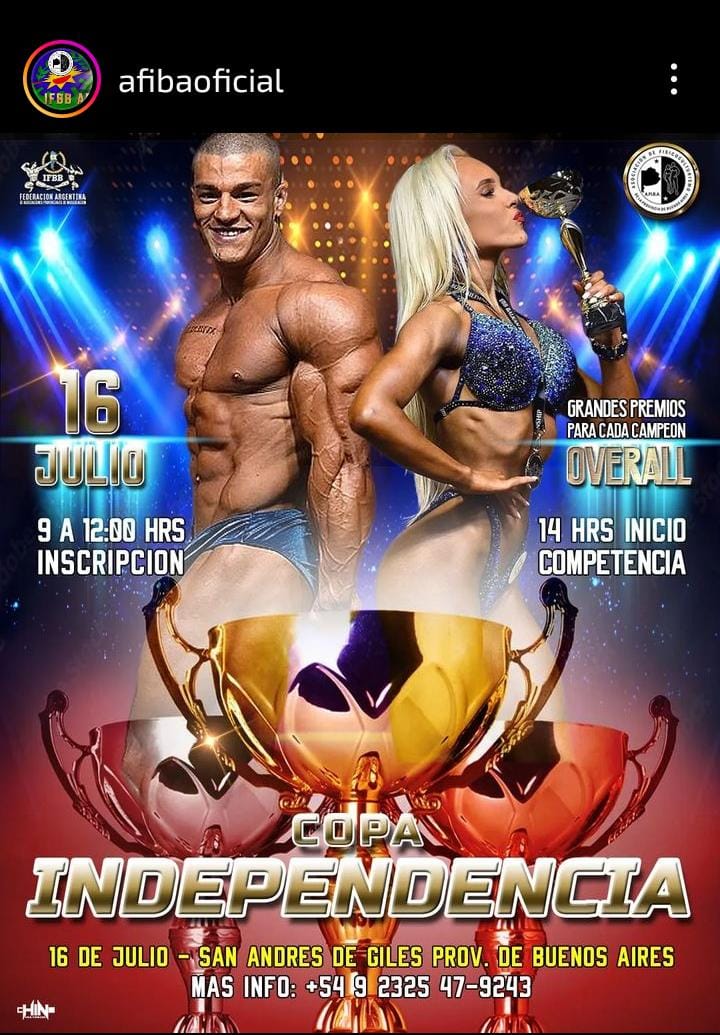 afibaoficial
IFBB
FEDERACION ARGENTINA
16
JULIO
9 A 12:00 HRS
INSCRIPCION
GRANDES PREMIOS
PARA CADA CAMPEON
OVERALL
14 HRS INICIO
COMPETENCIA
COPA
INDEPENDENCIA
16 DE JULIO - SAN ANDRES DE GILES PROV. DE BUENOS AIRES
MAS INFO: +54 9 2325 47-9243